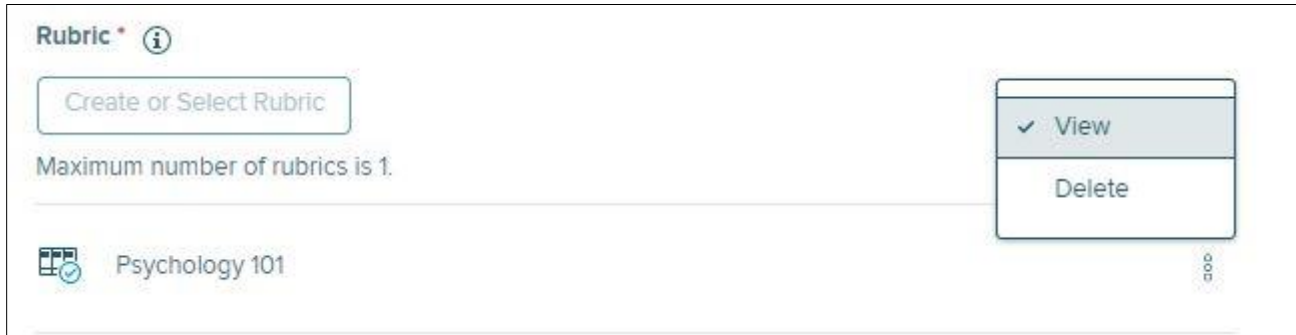 Rubric *
Create or Select Rubric
Maximum number of rubrics is 1.
View
Delete
Psychology 101